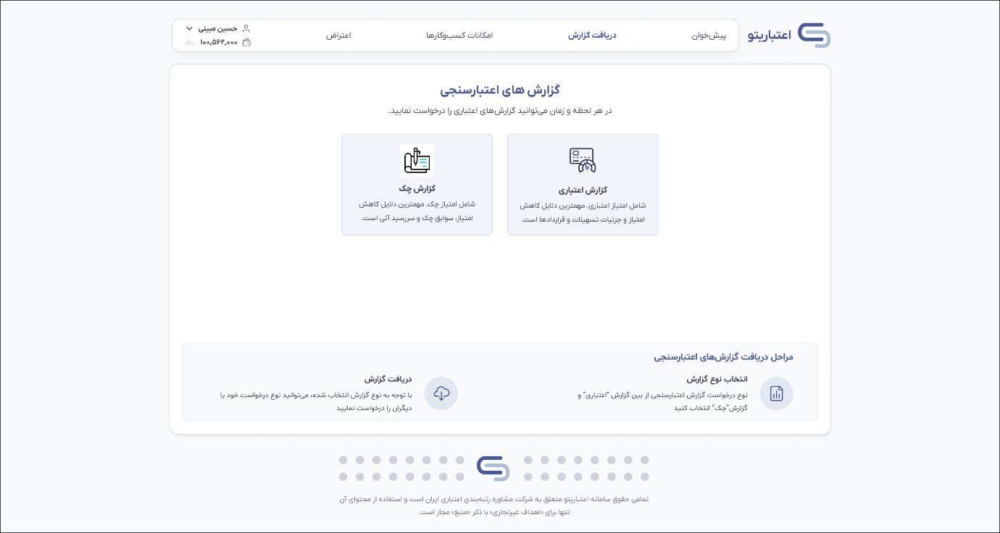 اعتباریتو
پیش‌خوان
دریافت گزارش
امکانات کسب‌وکارها
اعتراض
حسین مبینی
۱۰۰,۵۶۲,۰۰۰ ریال
گزارش های اعتبارسنجی
در هر لحظه و زمان می‌توانید گزارش‌های اعتباری را درخواست نمایید.
گزارش اعتباری
شامل امتیاز اعتباری، مهمترین دلایل کاهش
امتیاز و جزئیات تسهیلات و قراردادها است.
گزارش چک
شامل امتیاز چک، مهمترین دلایل کاهش
امتیاز، سوابق چک و سررسید آتی است.
مراحل دریافت گزارش‌های اعتبارسنجی
انتخاب نوع گزارش
نوع درخواست گزارش اعتبارسنجی از بین گزارش "اعتباری" و
گزارش"چک" انتخاب کنید
دریافت گزارش
با توجه به نوع گزارش انتخاب شده، می‌توانید نوع درخواست خود یا
دیگران را درخواست نمایید
تمامی حقوق سامانه اعتباریتو متعلق به شرکت مشاوره رتبه‌بندی اعتباری ایران است و استفاده از محتوای آن
تنها برای «اهداف غیرتجاری» با ذکر «منبع» مجاز است.